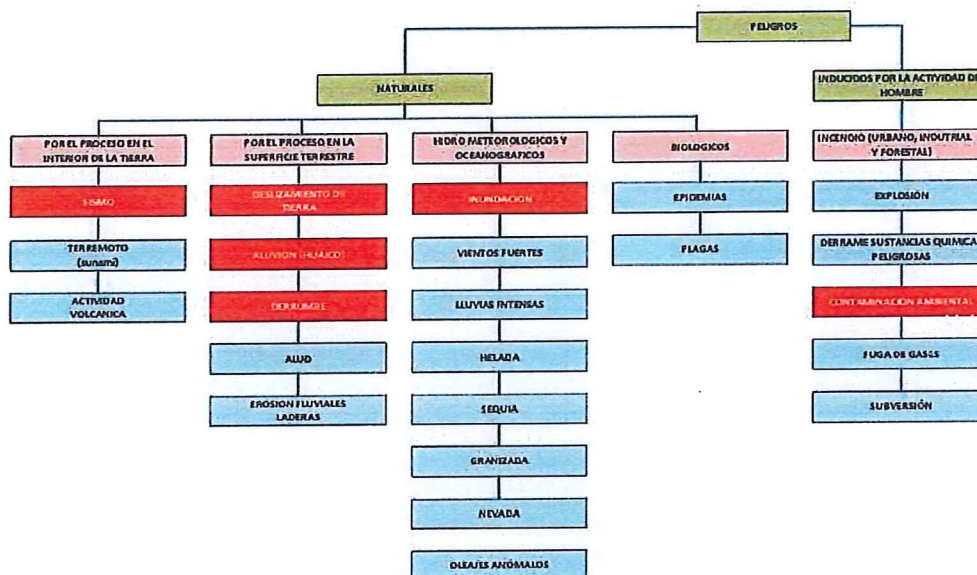 PELIGROS
NATURALES
INDUCIDOS POR LA ACTIVIDAD DE
HOMBRE
POR EL PROCESO EN EL
INTERIOR DE LA TIERRA
SISMO
TERREMOTO
(sunami)
ACTIVIDAD
VOLCANICA
POR EL PROCESO EN LA
SUPERFICIE TERRESTRE
DESLIZAMIENTO DE
TIERRA
ALUVION (HUAICO)
DERRUMBE
ALUD
EROSION FLUVIALES
LADERAS
HIDRO METEOROLOGICOS Y
OCEANOGRAFICOS
INUNDACION
VIENTOS FUERTES
LLUVIAS INTENSAS
HELADA
SEQUIA
GRANIZADA
NEVADA
OLEAJES ANÓMALOS
BIOLOGICOS
EPIDEMIAS
PLAGAS
INCENDIO (URBANO, INDUTRIAL
Y FORESTAL)
EXPLOSIÓN
DERRAME SUSTANCIAS QUIMICA
PELIGROSAS
CONTAMINACION AMBIENTAL
FUGA DE GASES
SUBVERSIÓN